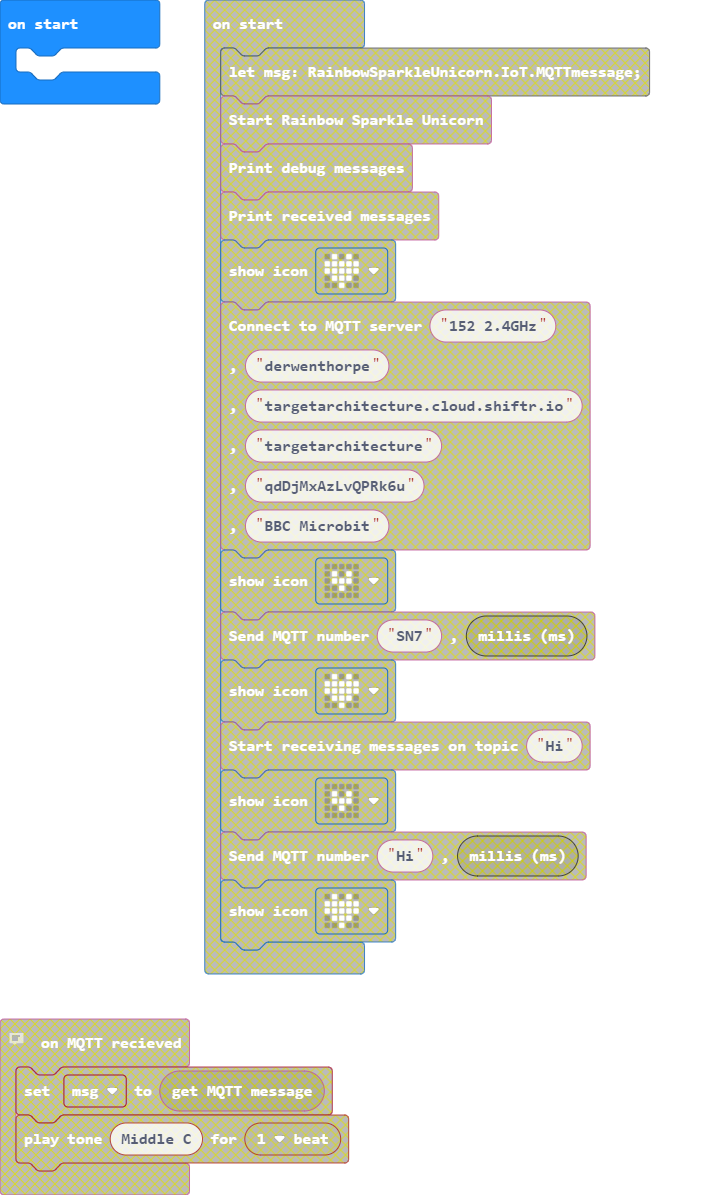 on start
on start
let msg: RainbowSparkleUnicorn.IoT.MQTTmessage;
Start Rainbow Sparkle Unicorn
Print debug messages
Print received messages
show icon
Connect to MQTT server "152 2.4GHz"
, "derwenthorpe"
, "targetarchitecture.cloud.shiftr.io"
, "targetarchitecture"
, "qdDjMxAzLvQPRk6u"
, "BBC Microbit"
show icon
Send MQTT number "SN7" , millis (ms)
show icon
Start receiving messages on topic "Hi"
show icon
Send MQTT number "Hi" , millis (ms)
show icon
on MQTT recieved
set msg to get MQTT message
play tone Middle C for 1 beat